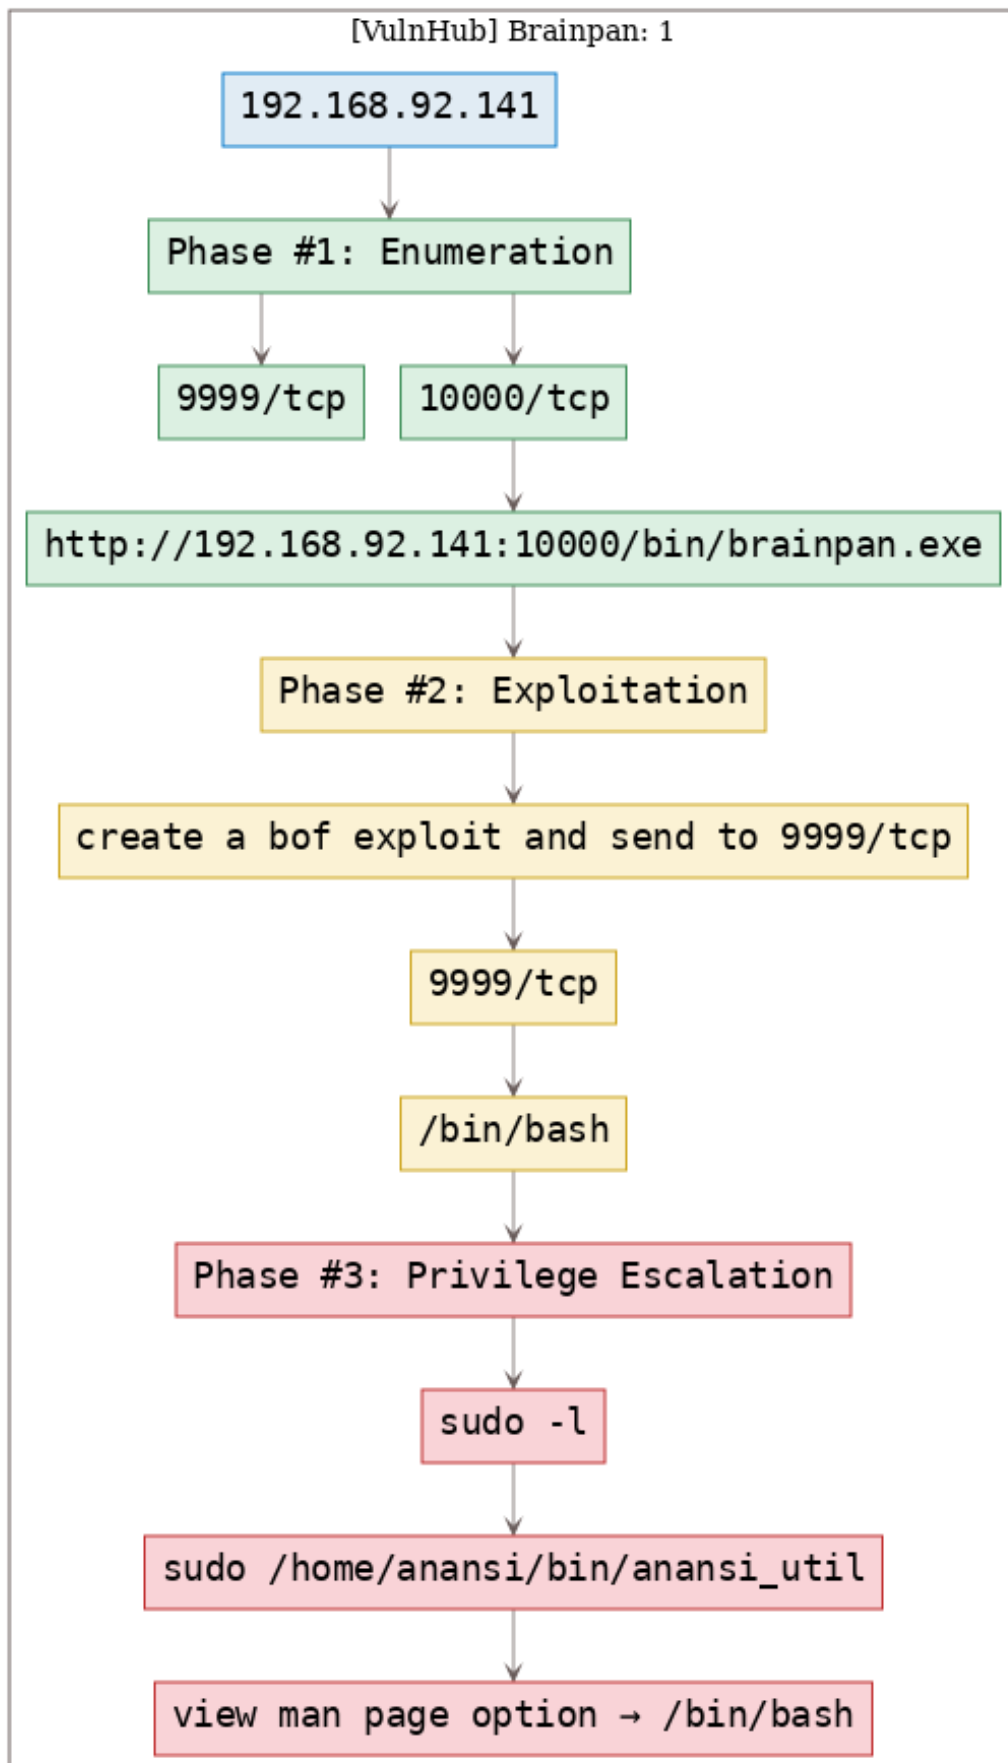 [VulnHub] Brainpan: 1
192.168.92.141
Phase #1: Enumeration
9999/tcp
10000/tcp
http://192.168.92.141:10000/bin/brainpan.exe
Phase #2: Exploitation
create a bof exploit and send to 9999/tcp
9999/tcp
/bin/bash
Phase #3: Privilege Escalation
sudo -l
sudo /home/anansi/bin/anansi_util
view man page option → /bin/bash